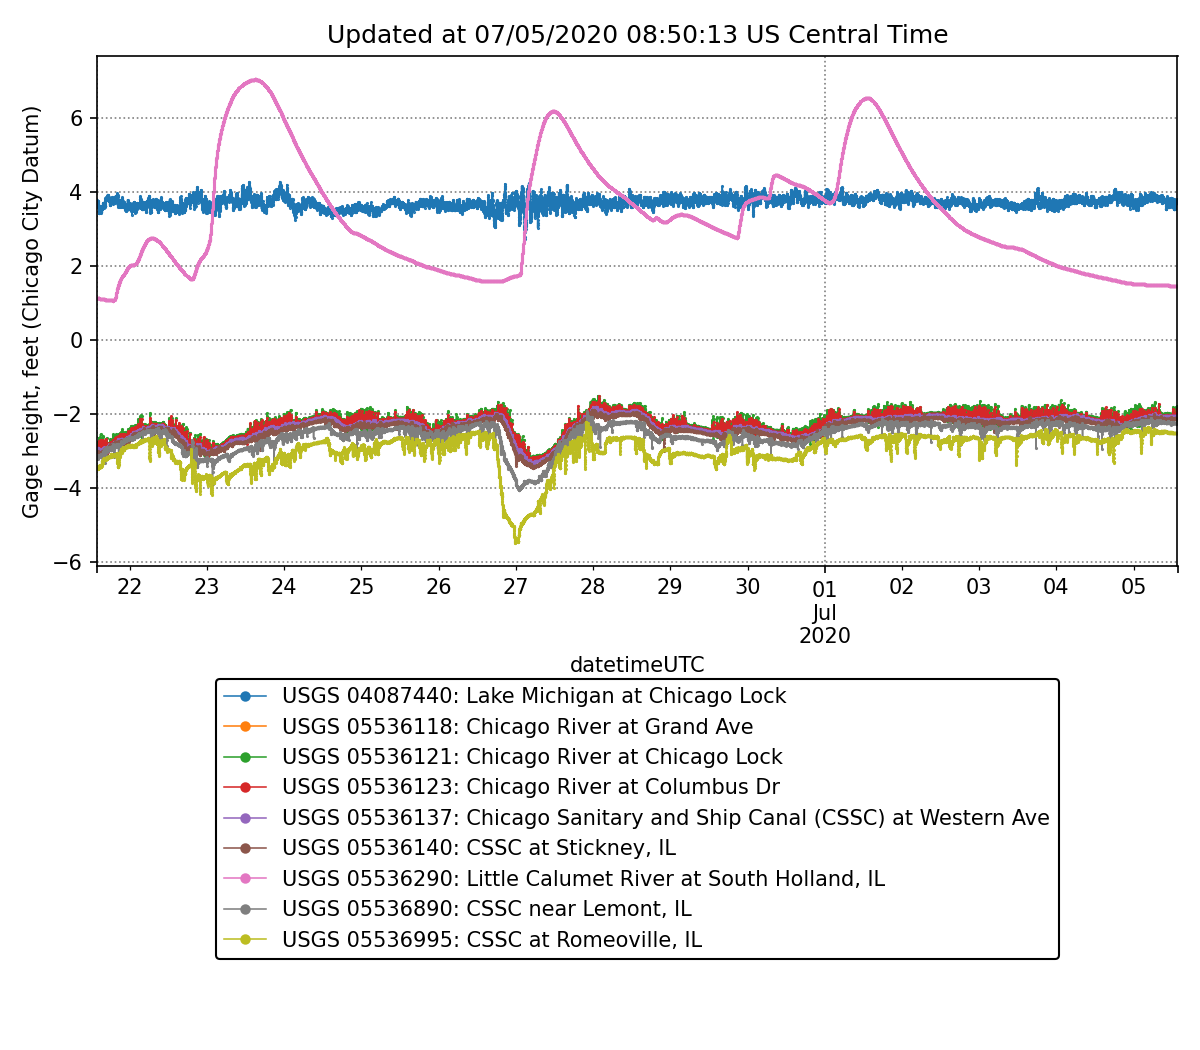 Updated at 07/05/2020 08:50:13 US Central Time
Gage height, feet (Chicago City Datum)
6
4
2
0
−2
−4
−6
22 23 24 25 26 27 28 29 30 01 02 03 04 05
Jul
2020
datetimeUTC
USGS 04087440: Lake Michigan at Chicago Lock
USGS 05536118: Chicago River at Grand Ave
USGS 05536121: Chicago River at Chicago Lock
USGS 05536123: Chicago River at Columbus Dr
USGS 05536137: Chicago Sanitary and Ship Canal (CSSC) at Western Ave
USGS 05536140: CSSC at Stickney, IL
USGS 05536290: Little Calumet River at South Holland, IL
USGS 05536890: CSSC near Lemont, IL
USGS 05536995: CSSC at Romeoville, IL